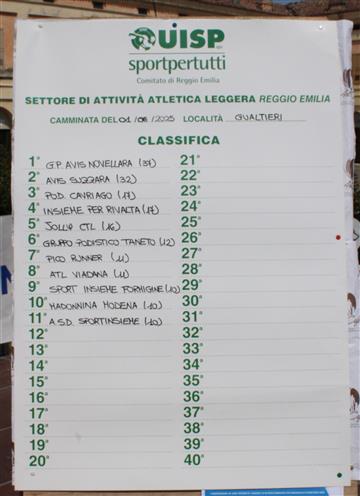 UISP
sportpertutti
Comitato di Reggio Emilia
SETTORE DI ATTIVITÀ ATLETICA LEGGERA REGGIO EMILIA
CAMMINATA DEL 01/06/2025 LOCALITÀ GUALTIERI
CLASSIFICA
1° G.P. AVIS NOVELLARA (37)
2° AVIS SUZZARA (32)
3° POD. CAVRIAGO (17)
4° INSIEME PER RIVALTA (17)
5° JOLLY CTL (16)
6° GRUPPO PODISTICO TANETO (12)
7° PICO RUNNER (11)
8° ATL VIADANA (11)
9° SPORT INSIEME FORMIGINE (10)
10° MADONNINA MODENA (10)
11° A.S.D. SPORTINSIEME (10)
12°
13°
14°
15°
16°
17°
18°
19°
20°
21°
22°
23°
24°
25°
26°
27°
28°
29°
30°
31°
32°
33°
34°
35°
36°
37°
38°
39°
40°